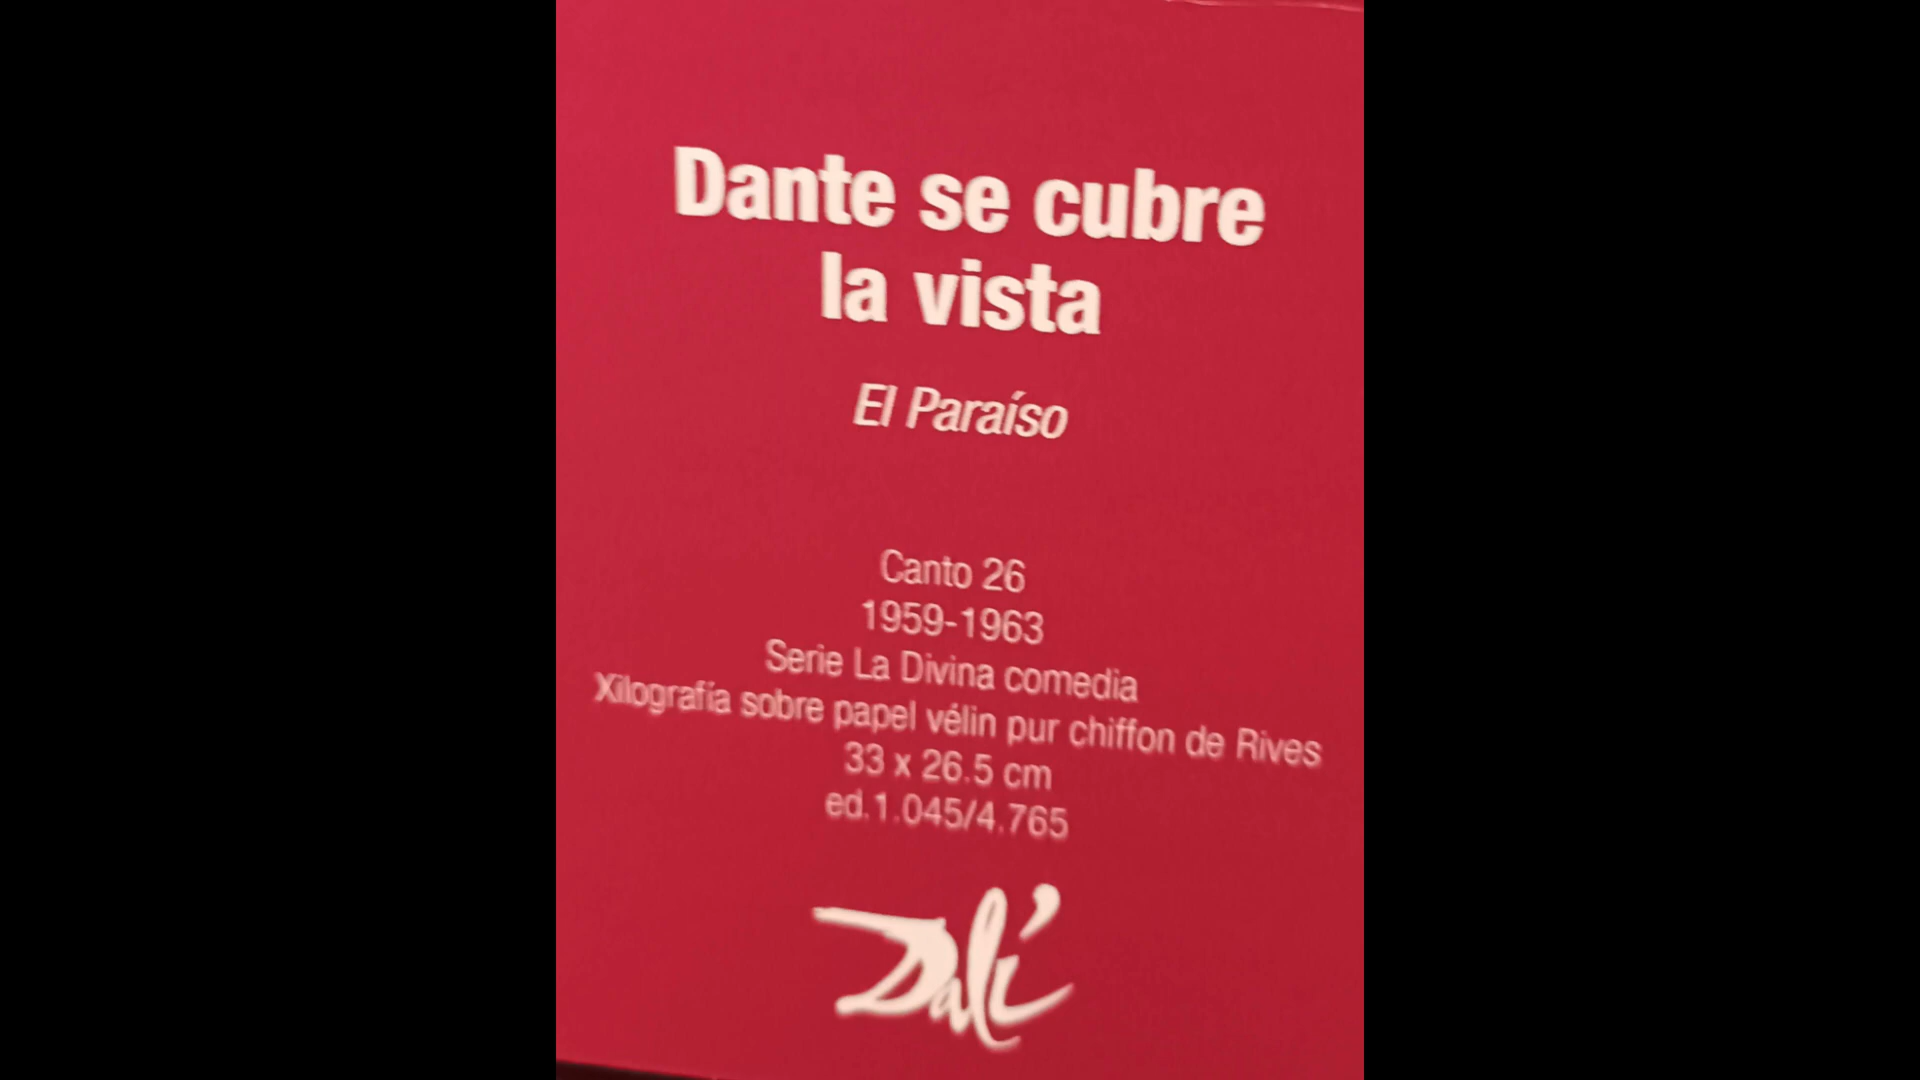 Dante se cubre
la vista
El Paraíso
Canto 26
1959-1963
Serie La Divina comedia
Xilografía sobre papel vélin pur chiffon de Rives
33 x 26.5 cm
ed.1.045/4.765
Dalí